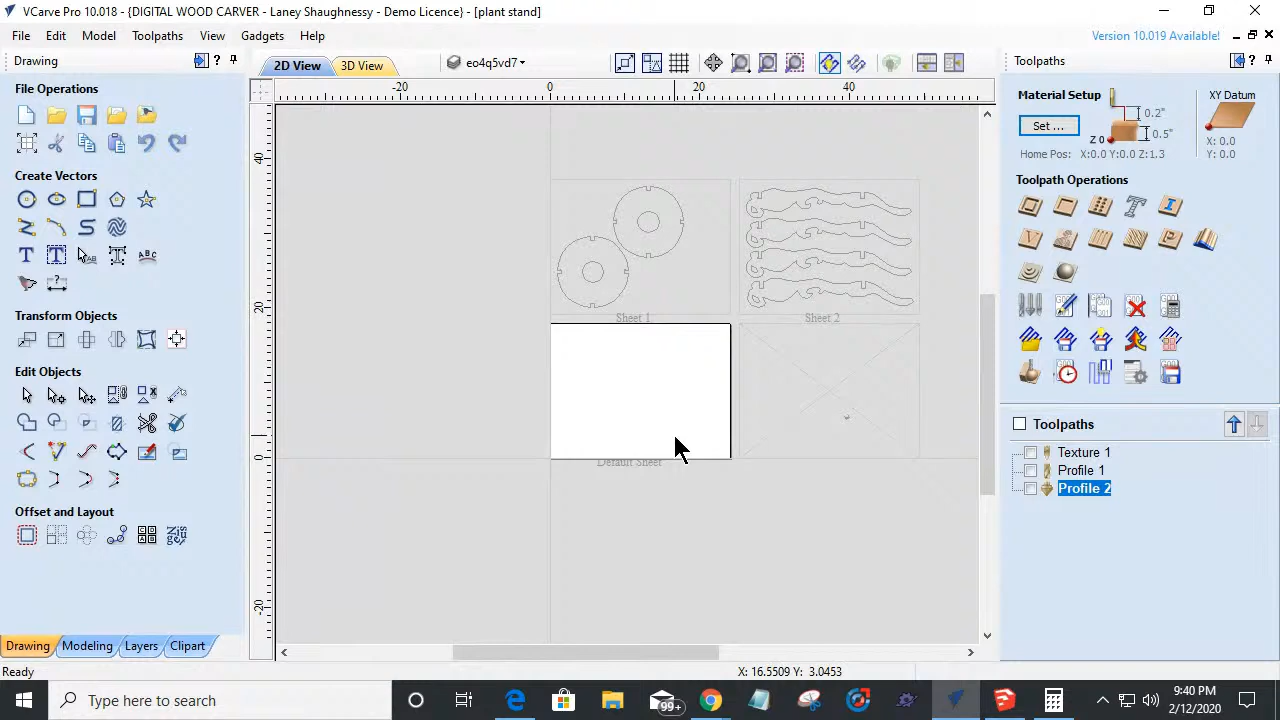 VCarve Pro 10.018 - {DIGITAL WOOD CARVER - Laney Shaughnessy - Demo Licence} - [plant stand]
File Edit Model Toolpaths View Gadgets Help
Version 10.019 Available!
Drawing
File Operations
Create Vectors
Transform Objects
Edit Objects
Offset and Layout
Drawing Modeling Layers Clipart
Ready
2D View 3D View eo4q5vd7
-20 0 20 40
40
20
0
-20
Sheet 1
Sheet 2
Default Sheet
X: 16.5509 Y: 3.0453
Toolpaths
Material Setup
Set ...
0.2"
0.5"
Z 0
Home Pos: X:0.0 Y:0.0 Z:1.3
XY Datum
X: 0.0
Y: 0.0
Toolpath Operations
Toolpaths
Texture 1
Profile 1
Profile 2
Type here to search
99+
9:40 PM
2/12/2020